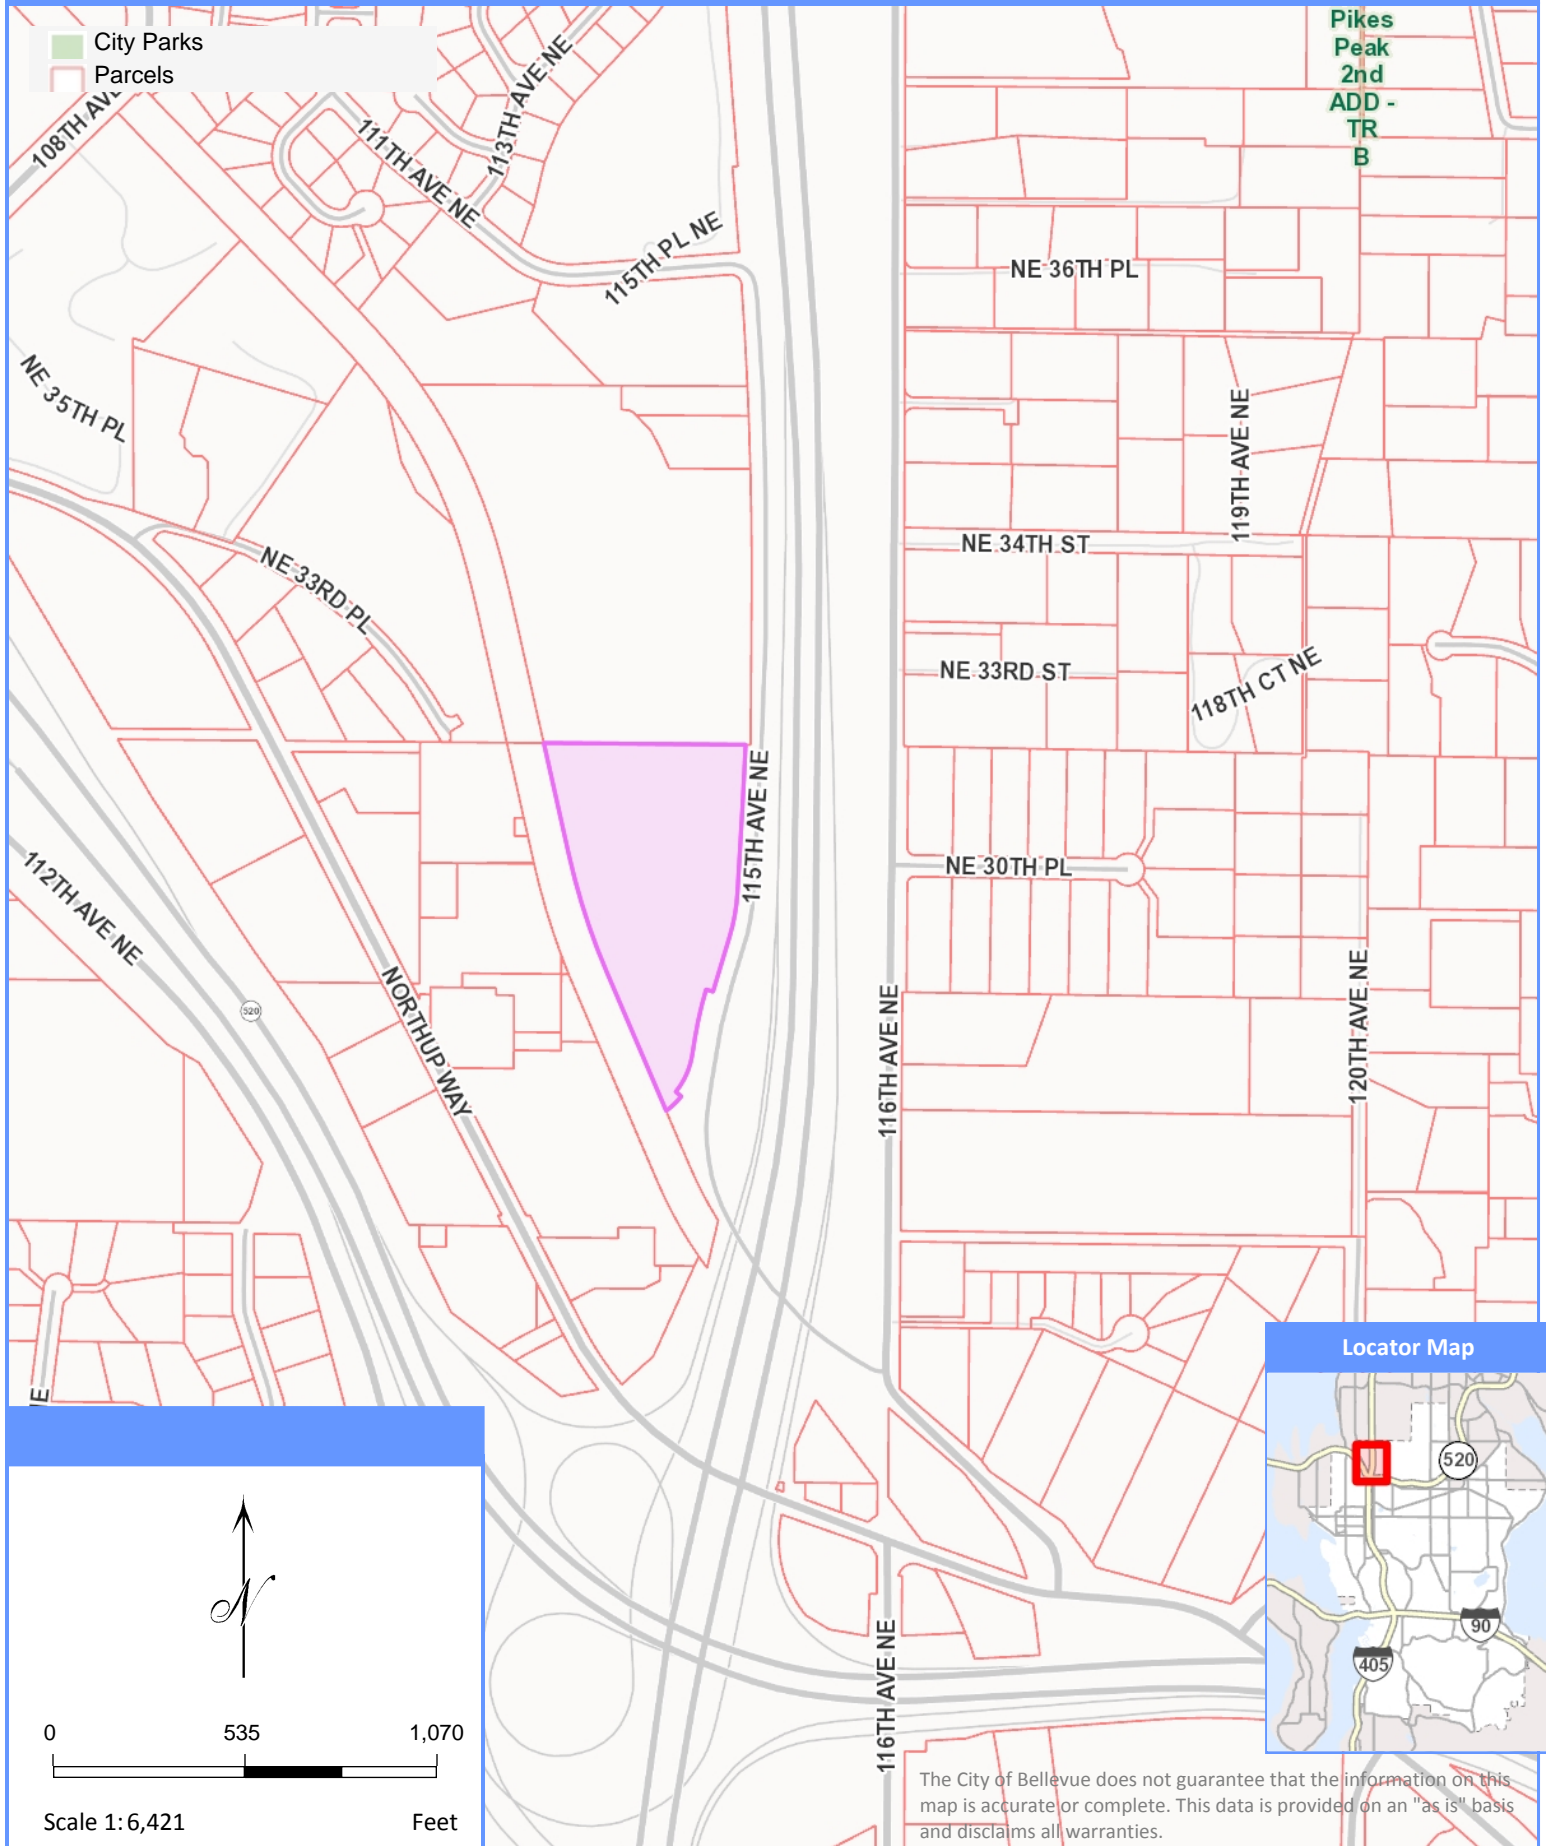 City Parks
Parcels
108TH AVE
111TH AVE NE
113TH AVE NE
115TH PL NE
Pikes
Peak
2nd
ADD -
TR
B
NE 36TH PL
NE 35TH PL
119TH AVE NE
NE 34TH ST
NE 33RD PL
NE 33RD ST
118TH CT NE
115TH AVE NE
NE 30TH PL
112TH AVE NE
520
NORTHUP WAY
116TH AVE NE
120TH AVE NE
NE
116TH AVE NE
Locator Map
520
90
405
N
0 535 1,070
Scale 1: 6,421 Feet
The City of Bellevue does not guarantee that the information on this
map is accurate or complete. This data is provided on an "as is" basis
and disclaims all warranties.